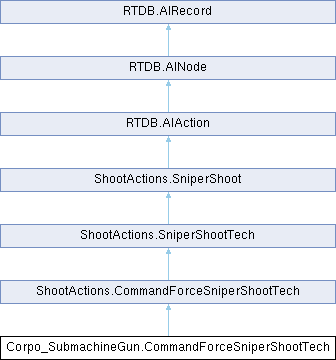 RTDB.AIRecord
RTDB.AINode
RTDB.AIAction
ShootActions.SniperShoot
ShootActions.SniperShootTech
ShootActions.CommandForceSniperShootTech
Corpo_SubmachineGun.CommandForceSniperShootTech